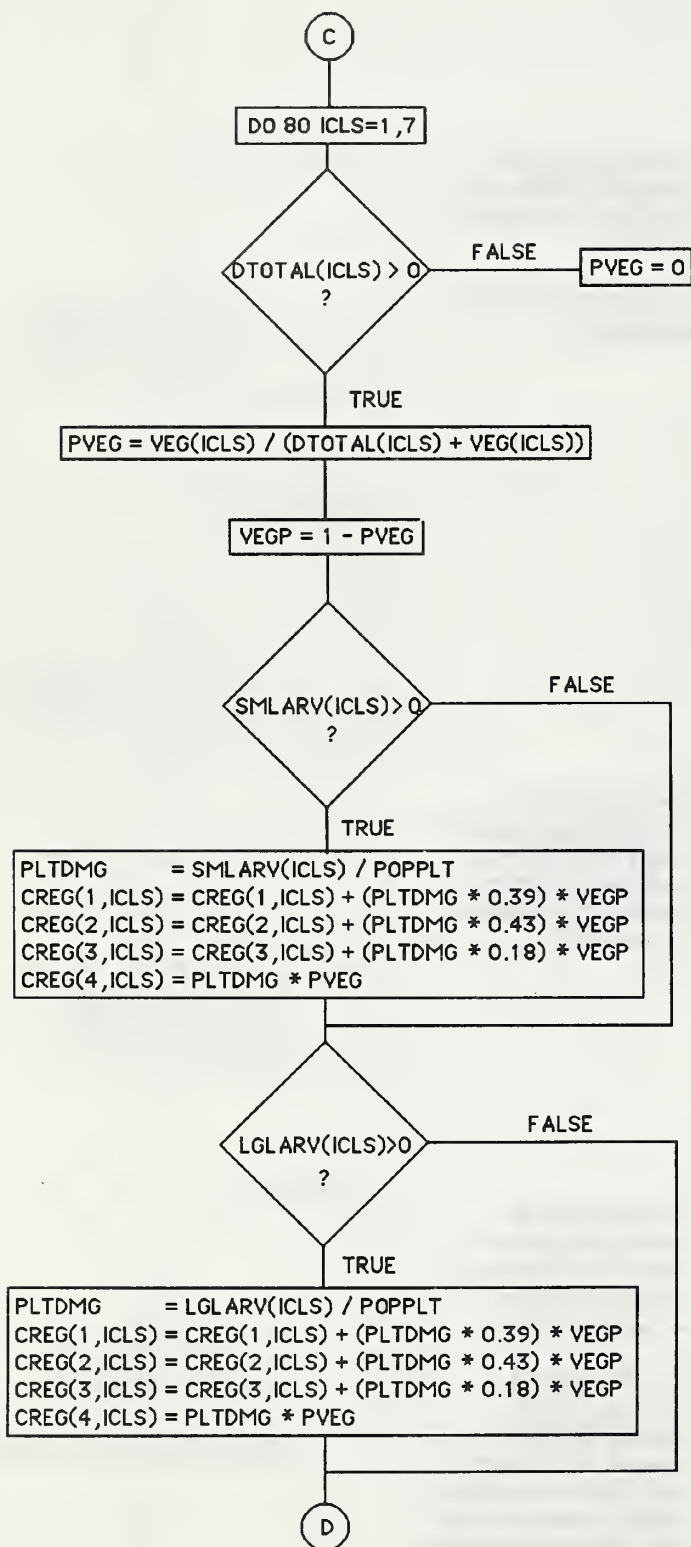 C
DO 80 ICLS=1,7
DTOTAL(ICLS) > 0
?
FALSE
PVEG = 0
TRUE
PVEG = VEG(ICLS) / (DTOTAL(ICLS) + VEG(ICLS))
VEGP = 1 - PVEG
SMLARV(ICLS)> 0
?
FALSE
TRUE
PLTDMG = SMLARV(ICLS) / POPPLT
CREG(1,ICLS) = CREG(1,ICLS) + (PLTDMG * 0.39) * VEGP
CREG(2,ICLS) = CREG(2,ICLS) + (PLTDMG * 0.43) * VEGP
CREG(3,ICLS) = CREG(3,ICLS) + (PLTDMG * 0.18) * VEGP
CREG(4,ICLS) = PLTDMG * PVEG
LGLARV(ICLS)>0
?
FALSE
TRUE
PLTDMG = LGLARV(ICLS) / POPPLT
CREG(1,ICLS) = CREG(1,ICLS) + (PLTDMG * 0.39) * VEGP
CREG(2,ICLS) = CREG(2,ICLS) + (PLTDMG * 0.43) * VEGP
CREG(3,ICLS) = CREG(3,ICLS) + (PLTDMG * 0.18) * VEGP
CREG(4,ICLS) = PLTDMG * PVEG
D